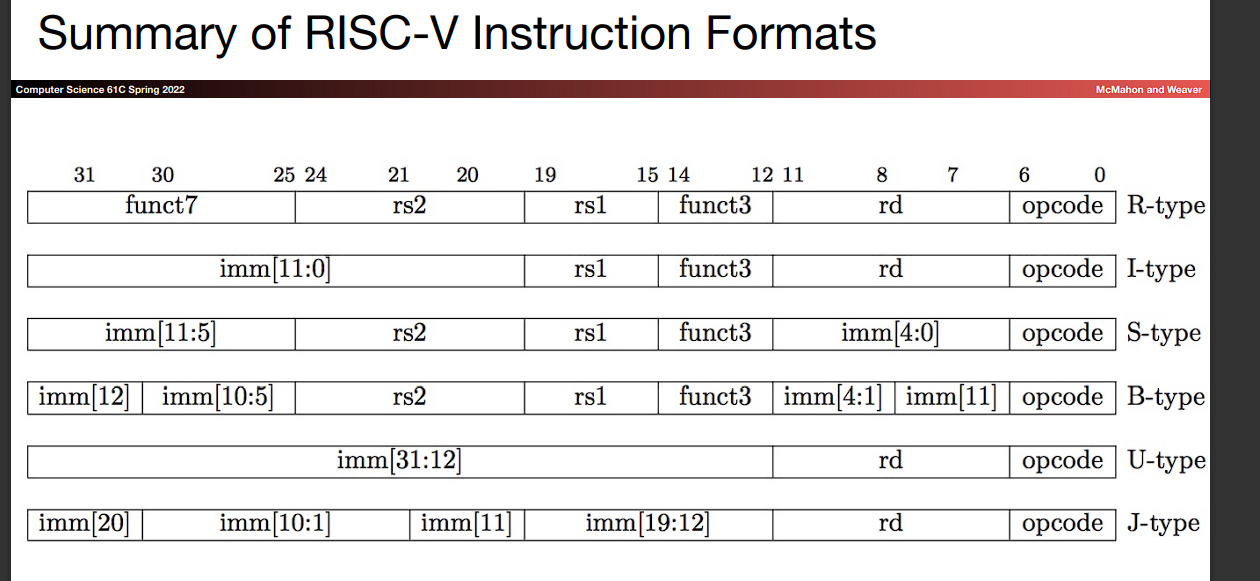 Summary of RISC-V Instruction Formats
Computer Science 61C Spring 2022 McMahon and Weaver
31 30 25 24 21 20 19 15 14 12 11 8 7 6 0
funct7 rs2 rs1 funct3 rd opcode R-type
imm[11:0] rs1 funct3 rd opcode I-type
imm[11:5] rs2 rs1 funct3 imm[4:0] opcode S-type
imm[12] imm[10:5] rs2 rs1 funct3 imm[4:1] imm[11] opcode B-type
imm[31:12] rd opcode U-type
imm[20] imm[10:1] imm[11] imm[19:12] rd opcode J-type